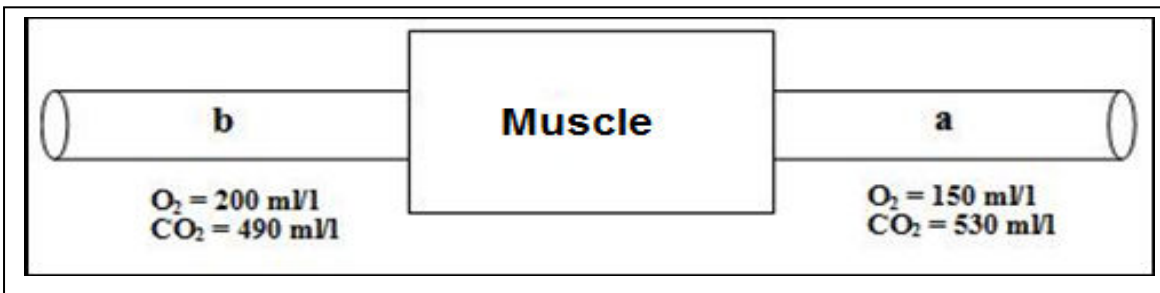 b
Muscle
a
O₂ = 200 ml/l
CO₂ = 490 ml/l
O₂ = 150 ml/l
CO₂ = 530 ml/l